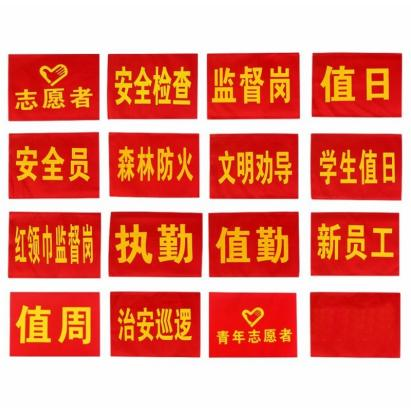 志愿者
安全检查
监督岗
值日
安全员
森林防火
文明劝导
学生值日
红领巾监督岗
执勤
值勤
新员工
值周
治安巡逻
青年志愿者